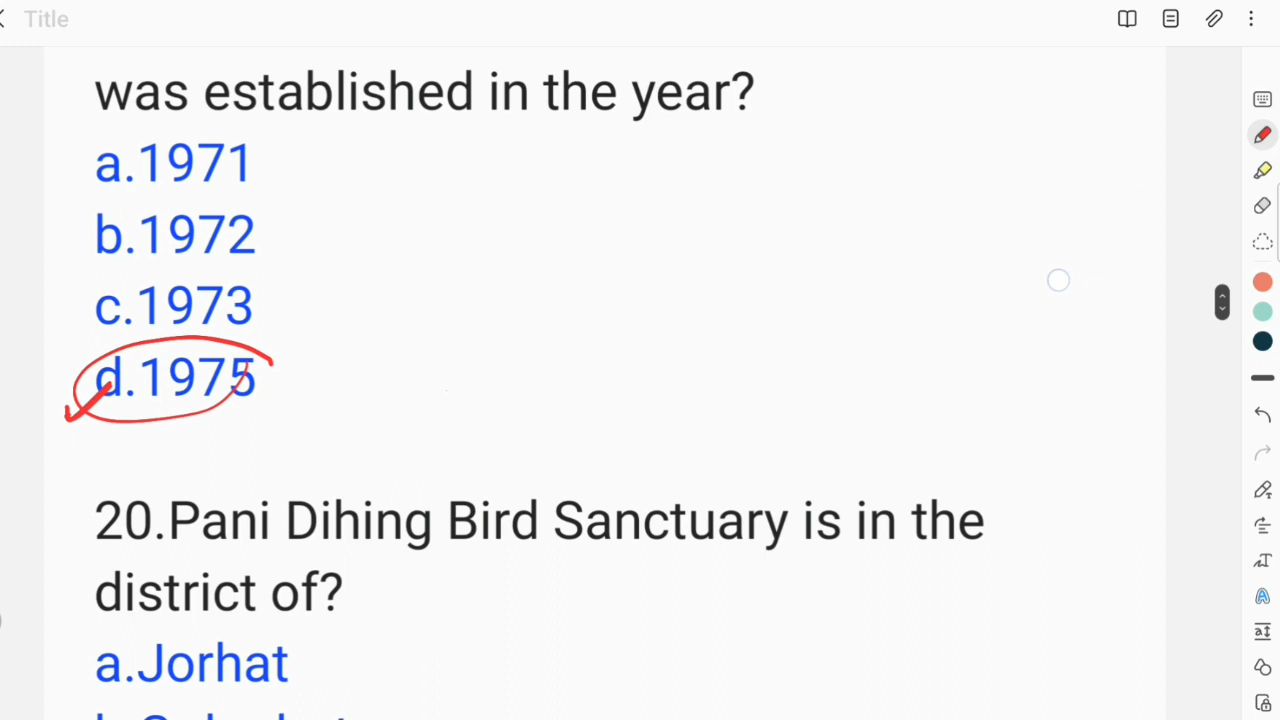 Title
was established in the year?
a.1971
b.1972
c.1973
d.1975
20.Pani Dihing Bird Sanctuary is in the
district of?
a.Jorhat